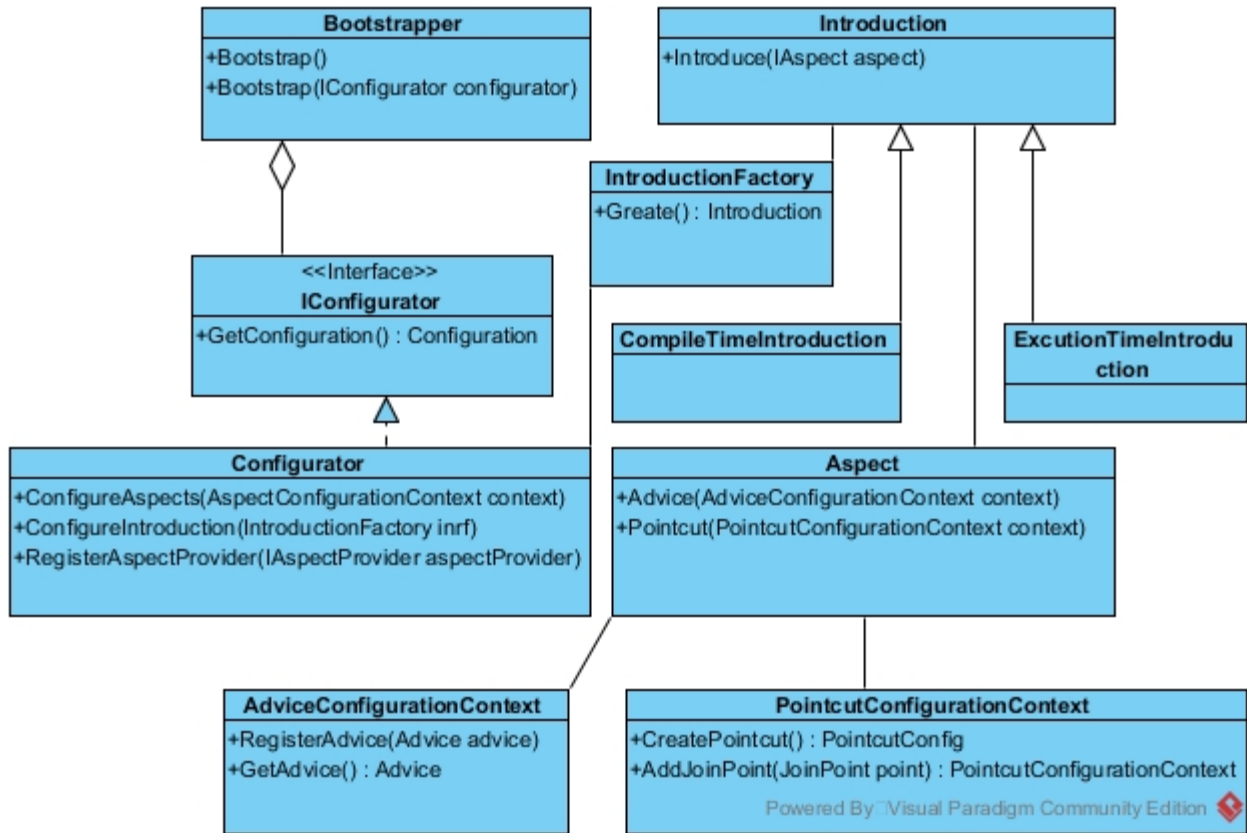 Bootstrapper
+Bootstrap()
+Bootstrap(IConfigurator configurator)
Introduction
+Introduce(IAspect aspect)
IntroductionFactory
+Greate() : Introduction
<<Interface>>
IConfigurator
+GetConfiguration() : Configuration
CompileTimeIntroduction
ExcutionTimeIntrodu
ction
Configurator
+ConfigureAspects(AspectConfigurationContext context)
+ConfigureIntroduction(IntroductionFactory inrf)
+RegisterAspectProvider(IAspectProvider aspectProvider)
Aspect
+Advice(AdviceConfigurationContext context)
+Pointcut(PointcutConfigurationContext context)
AdviceConfigurationContext
+RegisterAdvice(Advice advice)
+GetAdvice() : Advice
PointcutConfigurationContext
+CreatePointcut() : PointcutConfig
+AddJoinPoint(JoinPoint point) : PointcutConfigurationContext
Powered By Visual Paradigm Community Edition